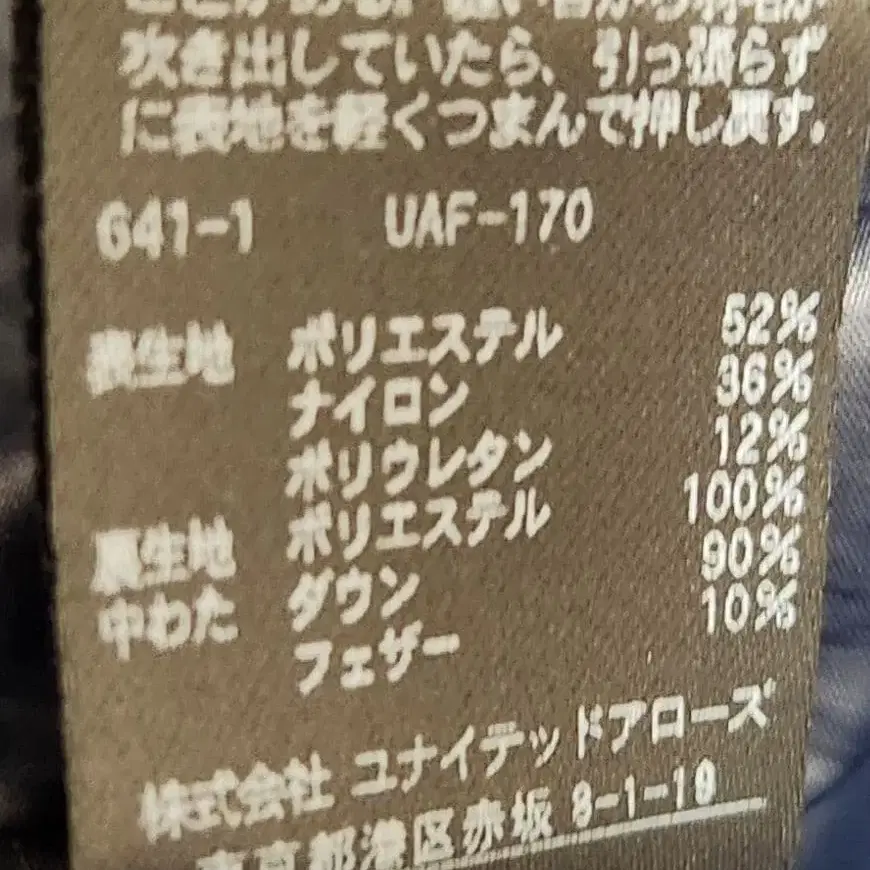 吹き出していたら、引っ張らず
に表地を軽くつまんで押し戻す。
G41-1 UAF-170
表生地 ポリエステル 52%
ナイロン 36%
ポリウレタン 12%
裏生地 ポリエステル 100%
中わた ダウン 90%
フェザー 10%
株式会社 ユナイテッドアローズ
東京都港区赤坂 8-1-19